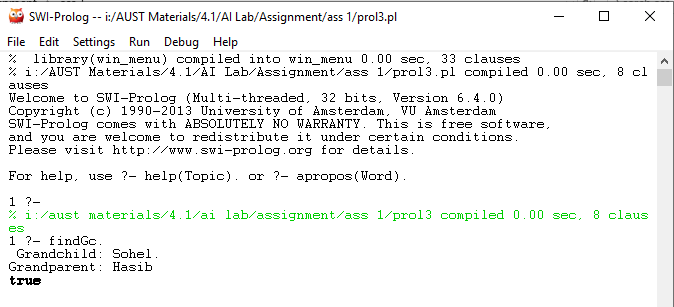 SWI-Prolog -- i:/AUST Materials/4.1/AI Lab/Assignment/ass 1/prol3.pl
File Edit Settings Run Debug Help
% library(win_menu) compiled into win_menu 0.00 sec, 33 clauses
% i:/AUST Materials/4.1/AI Lab/Assignment/ass 1/prol3.pl compiled 0.00 sec, 8 cl
auses
Welcome to SWI-Prolog (Multi-threaded, 32 bits, Version 6.4.0)
Copyright (c) 1990-2013 University of Amsterdam, VU Amsterdam
SWI-Prolog comes with ABSOLUTELY NO WARRANTY. This is free software,
and you are welcome to redistribute it under certain conditions.
Please visit http://www.swi-prolog.org for details.
For help, use ?- help(Topic). or ?- apropos(Word).
1 ?-
% i:/aust materials/4.1/ai lab/assignment/ass 1/prol3 compiled 0.00 sec, 8 claus
es
1 ?- findGc.
Grandchild: Sohel.
Grandparent: Hasib
true